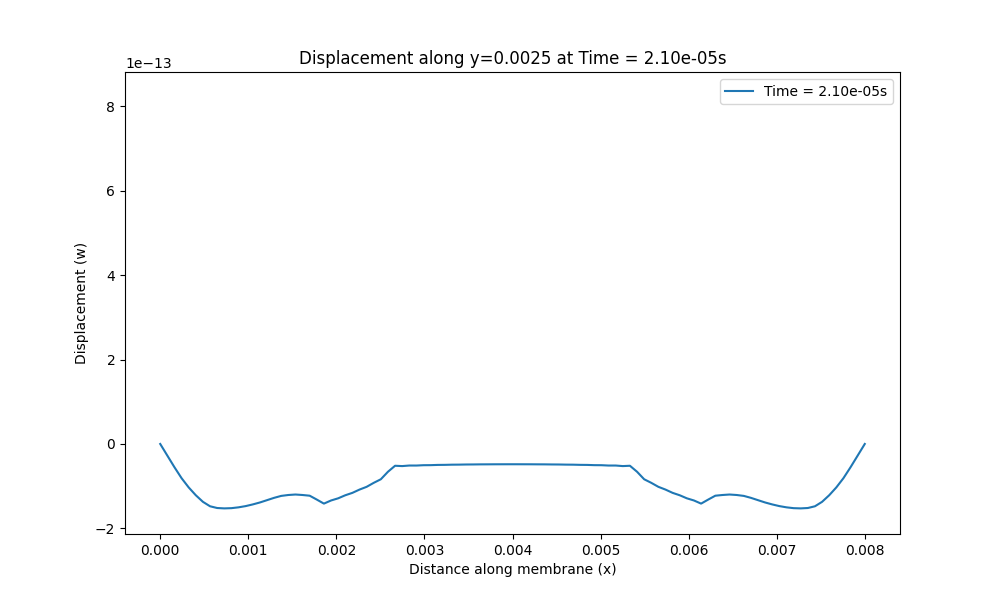 Displacement along y=0.0025 at Time = 2.10e-05s
1e−13
Time = 2.10e-05s
8
6
4
2
0
−2
Displacement (w)
0.000 0.001 0.002 0.003 0.004 0.005 0.006 0.007 0.008
Distance along membrane (x)